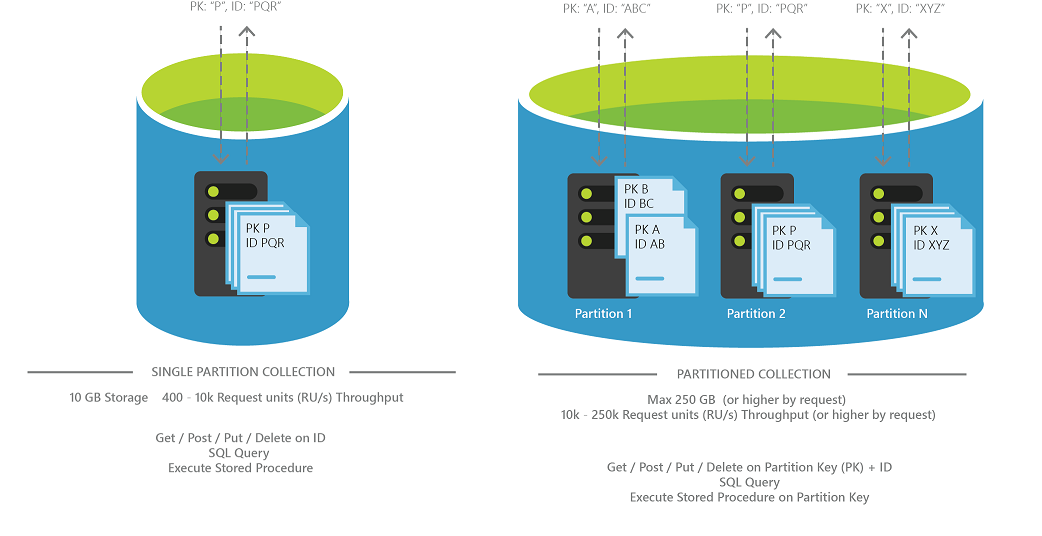 PK: “P”, ID: “PQR”
PK P
ID PQR
SINGLE PARTITION COLLECTION
10 GB Storage 400 - 10k Request units (RU/s) Throughput
Get / Post / Put / Delete on ID
SQL Query
Execute Stored Procedure
PK: “A”, ID: “ABC”
PK: “P”, ID: “PQR”
PK: “X”, ID: “XYZ”
PK B
ID BC
PK A
ID AB
PK P
ID PQR
PK X
ID XYZ
Partition 1
Partition 2
Partition N
PARTITIONED COLLECTION
Max 250 GB (or higher by request)
10k - 250k Request units (RU/s) Throughput (or higher by request)
Get / Post / Put / Delete on Partition Key (PK) + ID
SQL Query
Execute Stored Procedure on Partition Key